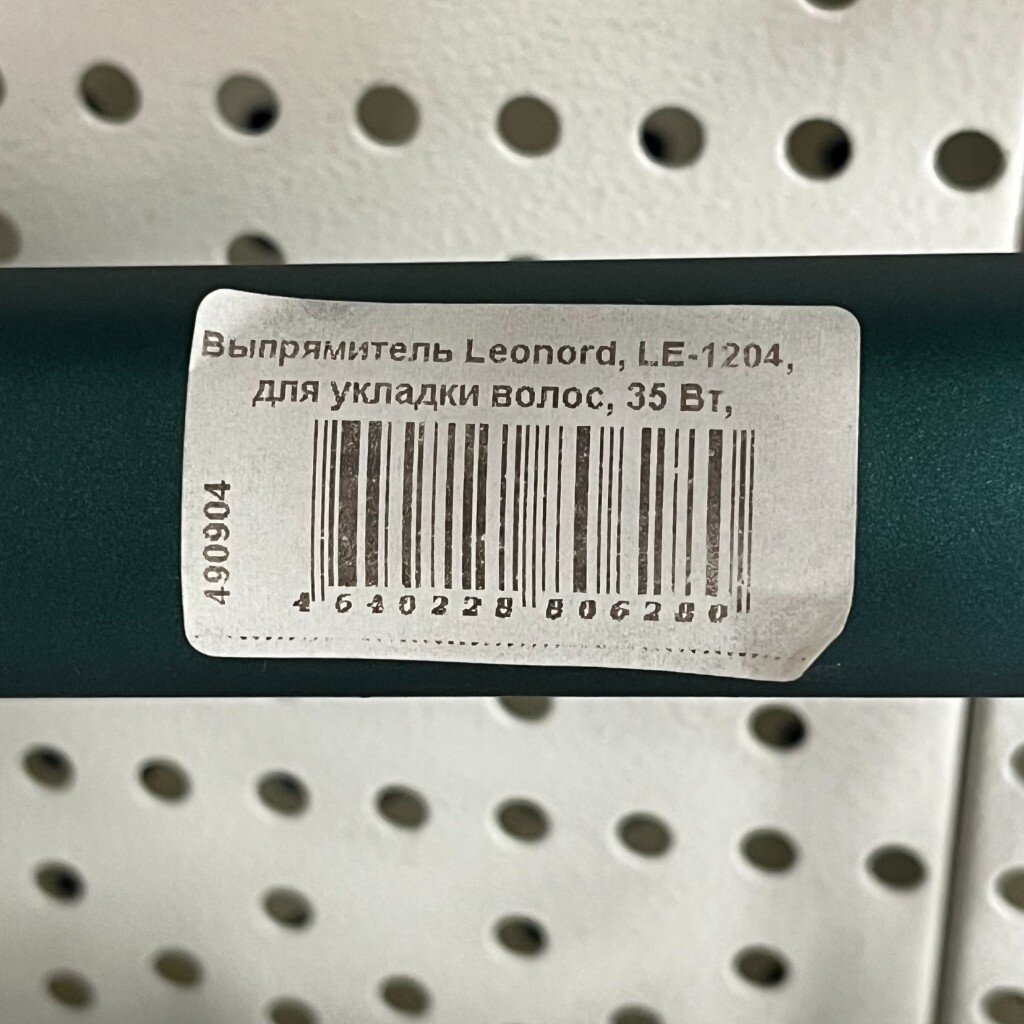 Выпрямитель Leonord, LE-1204,
для укладки волос, 35 Вт,
490904
4 640228 806280